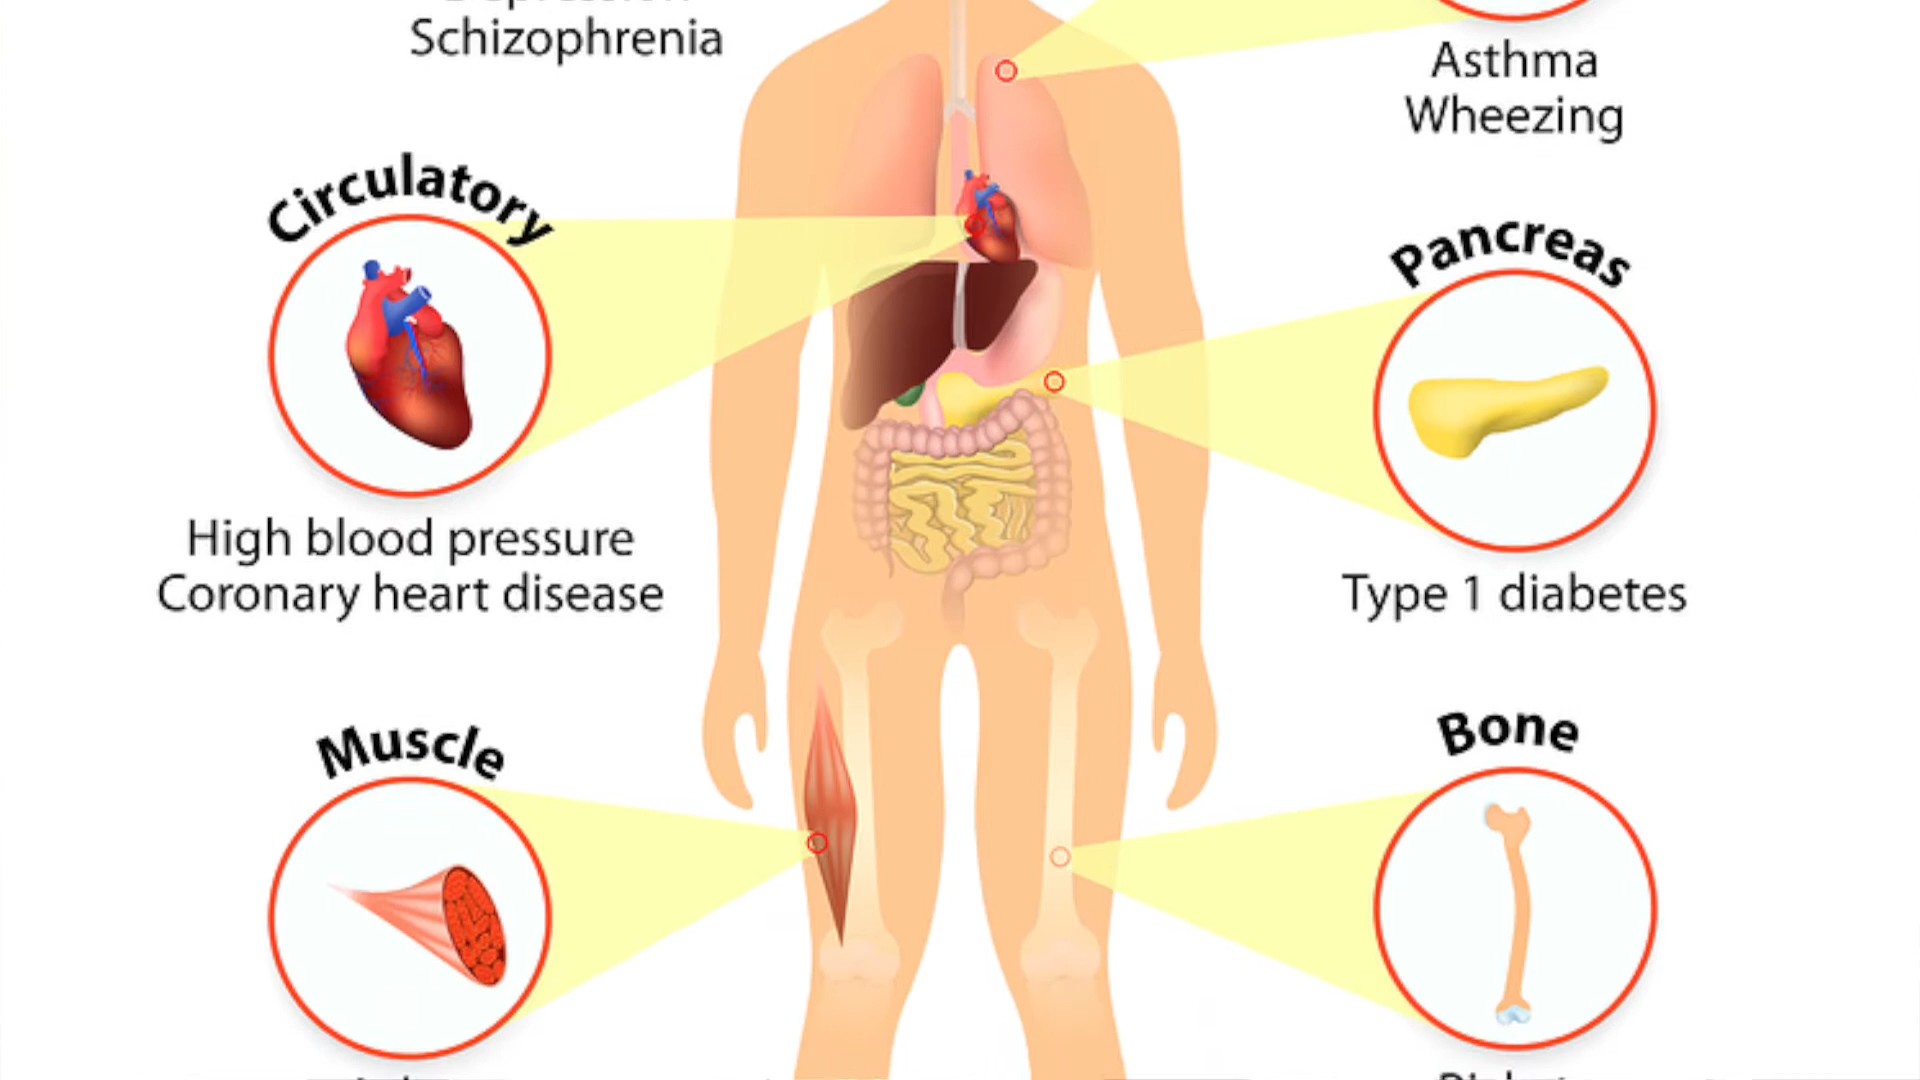 Schizophrenia
Asthma
Wheezing
Circulatory
High blood pressure
Coronary heart disease
Pancreas
Type 1 diabetes
Muscle
Bone